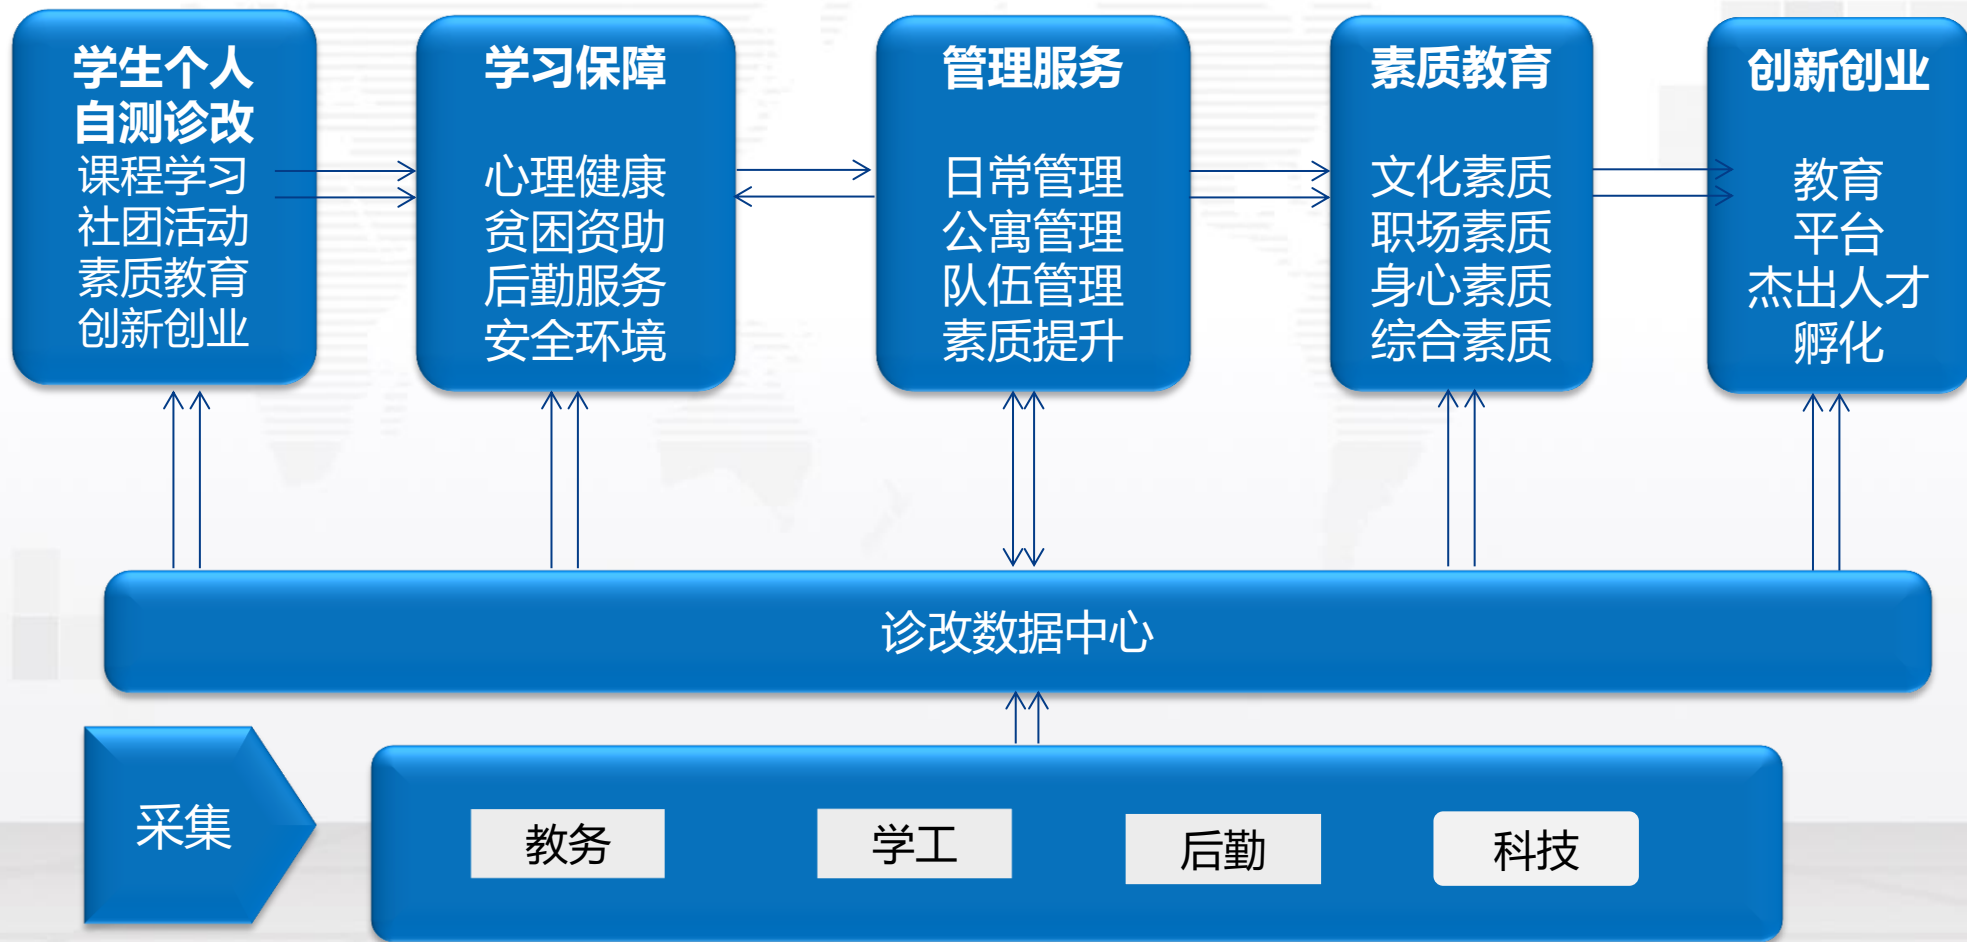 学生个人
自测诊改
课程学习
社团活动
素质教育
创新创业
学习保障
心理健康
贫困资助
后勤服务
安全环境
管理服务
日常管理
公寓管理
队伍管理
素质提升
素质教育
文化素质
职场素质
身心素质
综合素质
创新创业
教育
平台
杰出人才
孵化
诊改数据中心
采集
教务
学工
后勤
科技